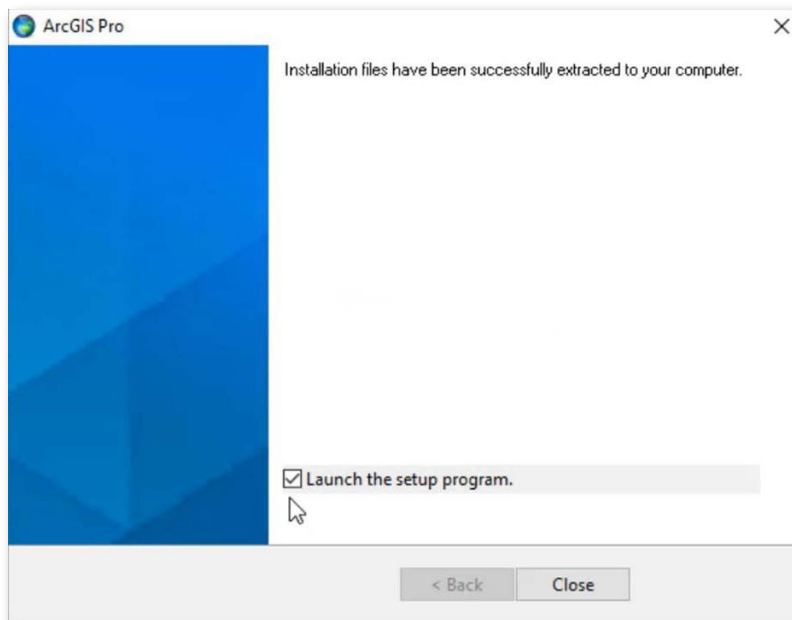 ArcGIS Pro
Installation files have been successfully extracted to your computer.
Launch the setup program.
< Back
Close